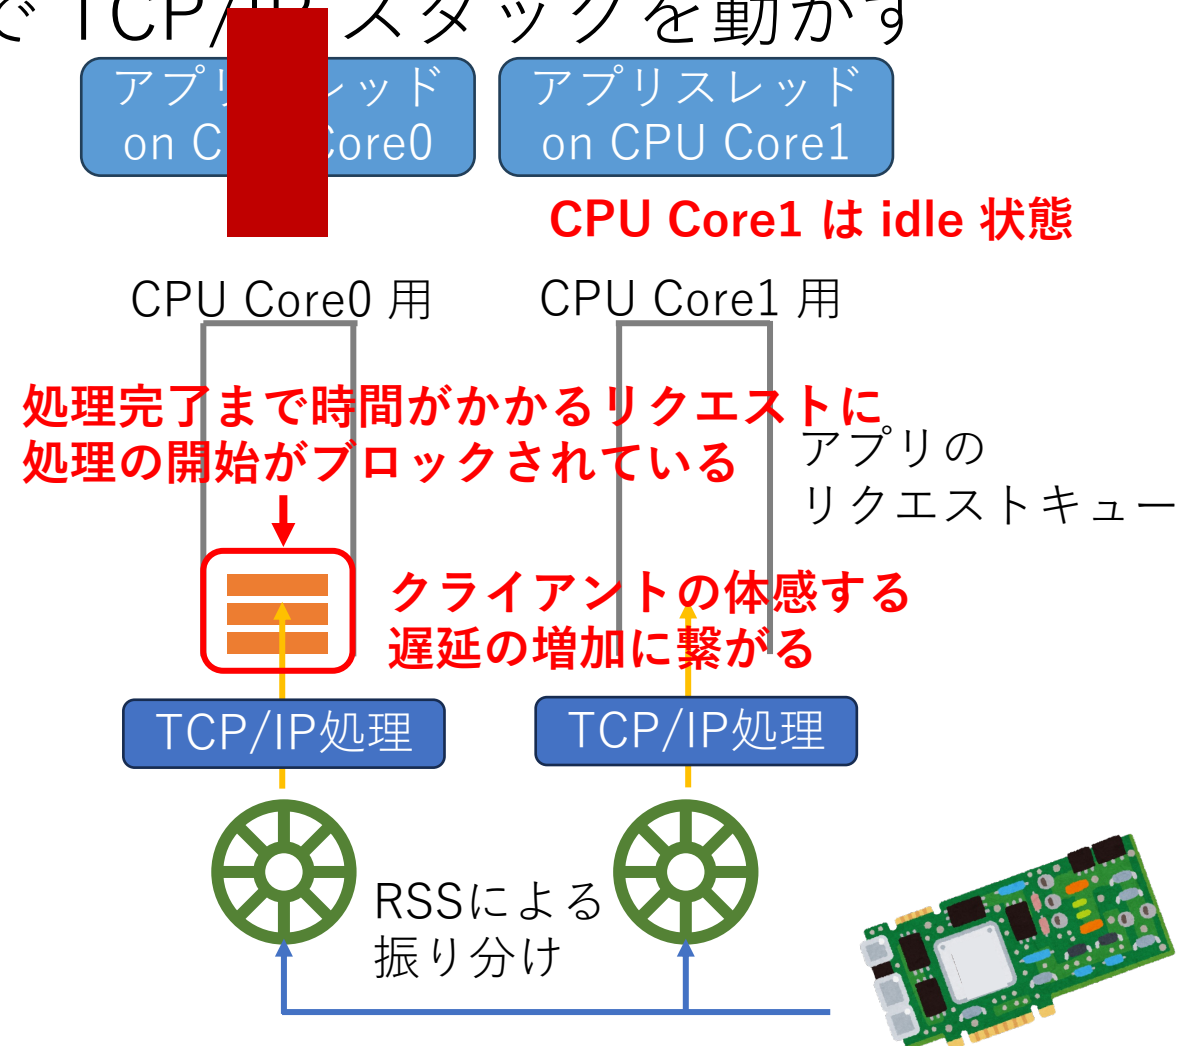 で TCP/IP スタックを動かす
アプリスレッド
on CPU Core0
アプリスレッド
on CPU Core1
CPU Core1 は idle 状態
CPU Core0 用
CPU Core1 用
処理完了まで時間がかかるリクエストに
処理の開始がブロックされている
アプリの
リクエストキュー
クライアントの体感する
遅延の増加に繋がる
TCP/IP処理
TCP/IP処理
RSSによる
振り分け